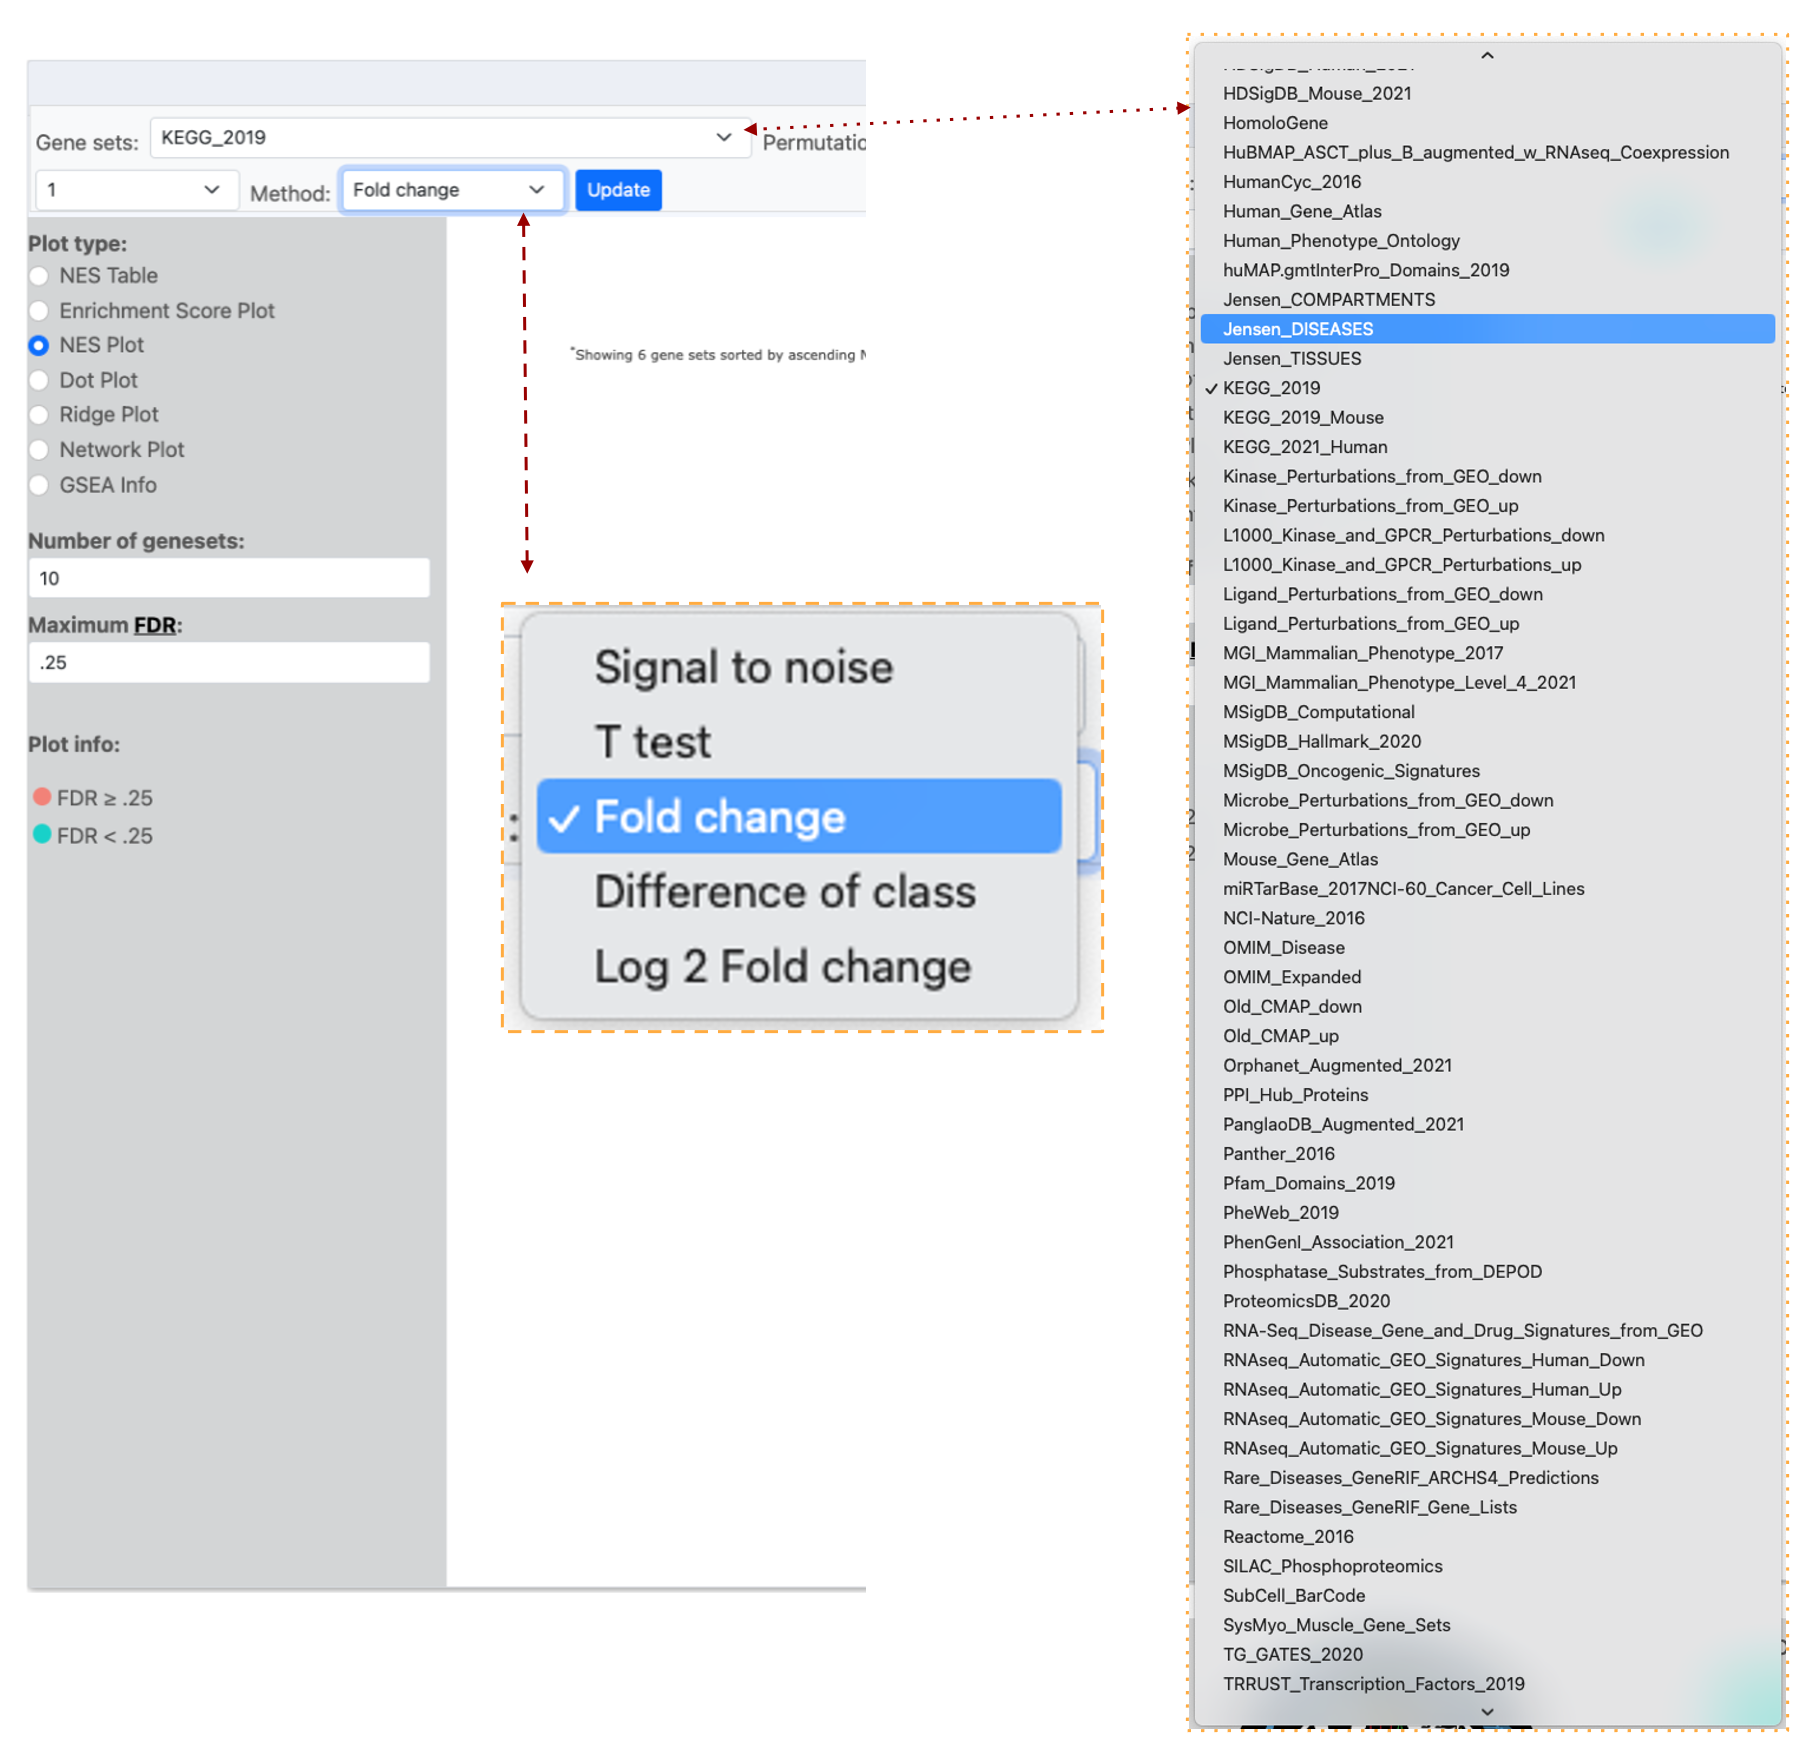 Gene sets: KEGG_2019 Permutatio
1 Method: Fold change Update
Plot type:
NES Table
Enrichment Score Plot
NES Plot
Dot Plot
Ridge Plot
Network Plot
GSEA Info
Number of genesets:
10
Maximum FDR:
.25
Plot info:
FDR ≥ .25
FDR < .25
*Showing 6 gene sets sorted by ascending
Signal to noise
T test
✓ Fold change
Difference of class
Log 2 Fold change
HDSigDB_Mouse_2021
HomoloGene
HuBMAP_ASCT_plus_B_augmented_w_RNAseq_Coexpression
HumanCyc_2016
Human_Gene_Atlas
Human_Phenotype_Ontology
huMAP.gmtInterPro_Domains_2019
Jensen_COMPARTMENTS
Jensen_DISEASES
Jensen_TISSUES
✓ KEGG_2019
KEGG_2019_Mouse
KEGG_2021_Human
Kinase_Perturbations_from_GEO_down
Kinase_Perturbations_from_GEO_up
L1000_Kinase_and_GPCR_Perturbations_down
L1000_Kinase_and_GPCR_Perturbations_up
Ligand_Perturbations_from_GEO_down
Ligand_Perturbations_from_GEO_up
MGI_Mammalian_Phenotype_2017
MGI_Mammalian_Phenotype_Level_4_2021
MSigDB_Computational
MSigDB_Hallmark_2020
MSigDB_Oncogenic_Signatures
Microbe_Perturbations_from_GEO_down
Microbe_Perturbations_from_GEO_up
Mouse_Gene_Atlas
miRTarBase_2017NCI-60_Cancer_Cell_Lines
NCI-Nature_2016
OMIM_Disease
OMIM_Expanded
Old_CMAP_down
Old_CMAP_up
Orphanet_Augmented_2021
PPI_Hub_Proteins
PanglaoDB_Augmented_2021
Panther_2016
Pfam_Domains_2019
PheWeb_2019
PhenGenI_Association_2021
Phosphatase_Substrates_from_DEPOD
ProteomicsDB_2020
RNA-Seq_Disease_Gene_and_Drug_Signatures_from_GEO
RNAseq_Automatic_GEO_Signatures_Human_Down
RNAseq_Automatic_GEO_Signatures_Human_Up
RNAseq_Automatic_GEO_Signatures_Mouse_Down
RNAseq_Automatic_GEO_Signatures_Mouse_Up
Rare_Diseases_GeneRIF_ARCHS4_Predictions
Rare_Diseases_GeneRIF_Gene_Lists
Reactome_2016
SILAC_Phosphoproteomics
SubCell_BarCode
SysMyo_Muscle_Gene_Sets
TG_GATES_2020
TRRUST_Transcription_Factors_2019